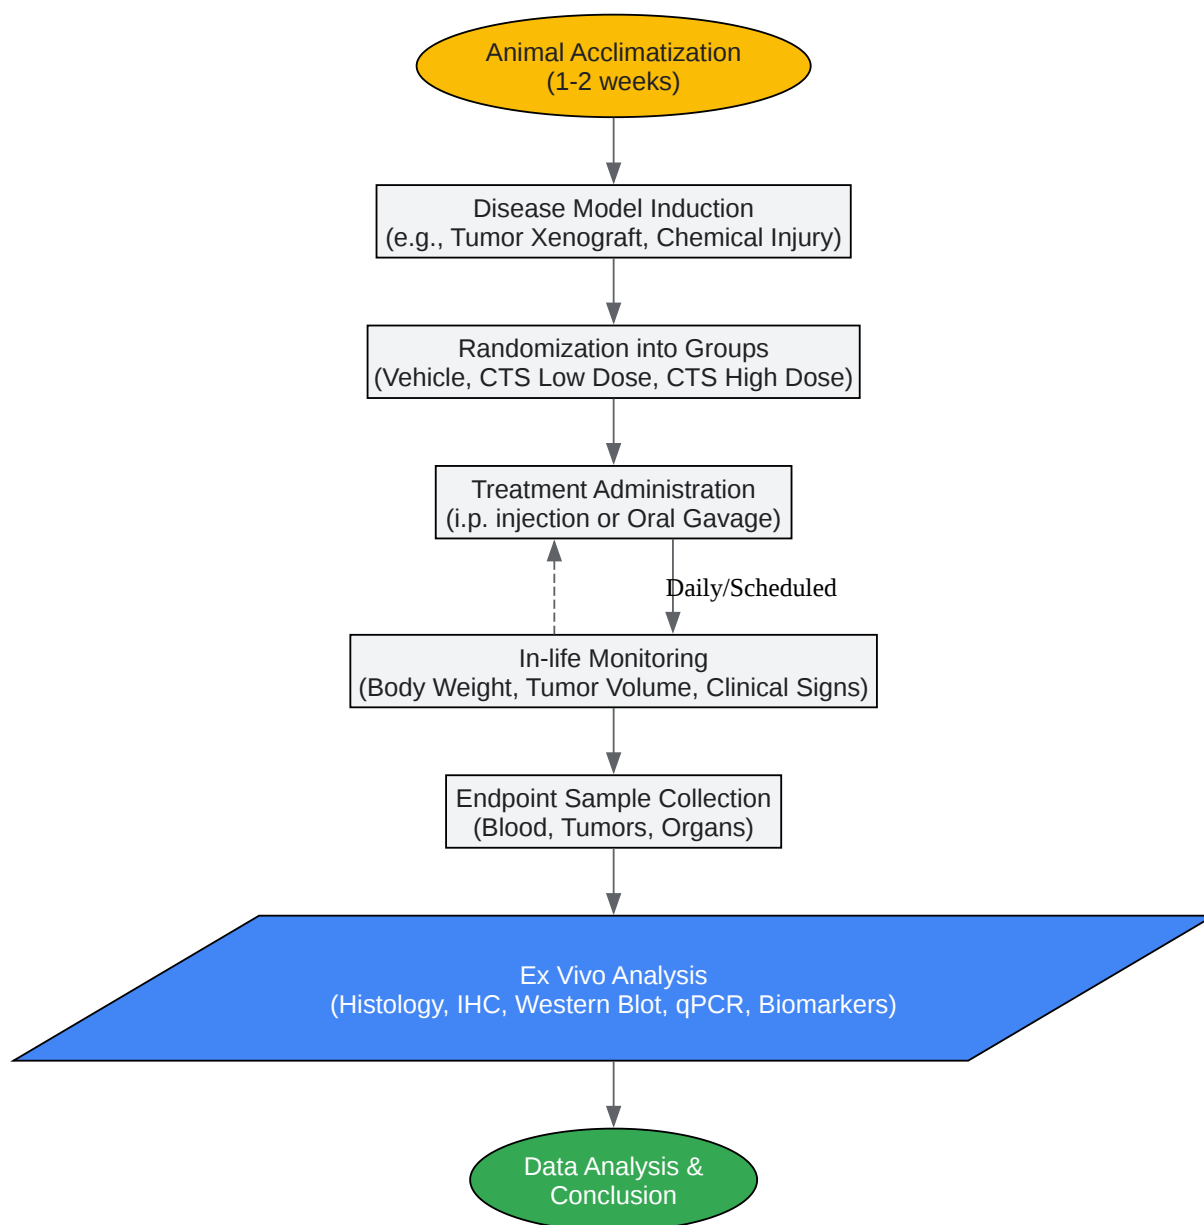 Animal Acclimatization
(1-2 weeks)
Disease Model Induction
(e.g., Tumor Xenograft, Chemical Injury)
Randomization into Groups
(Vehicle, CTS Low Dose, CTS High Dose)
Treatment Administration
(i.p. injection or Oral Gavage)
Daily/Scheduled
In-life Monitoring
(Body Weight, Tumor Volume, Clinical Signs)
Endpoint Sample Collection
(Blood, Tumors, Organs)
Ex Vivo Analysis
(Histology, IHC, Western Blot, qPCR, Biomarkers)
Data Analysis &
Conclusion